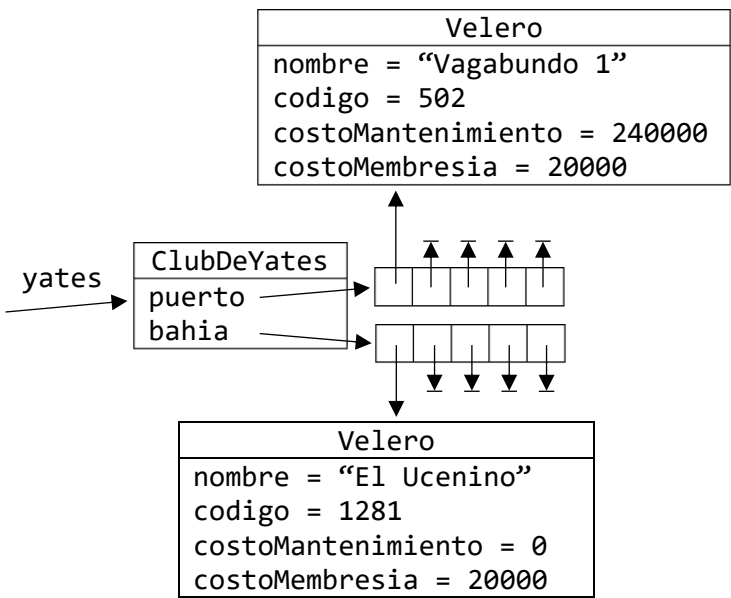 Velero
nombre = “Vagabundo 1”
codigo = 502
costoMantenimiento = 240000
costoMembresia = 20000
yates
ClubDeYates
puerto
bahia
Velero
nombre = “El Ucenino”
codigo = 1281
costoMantenimiento = 0
costoMembresia = 20000